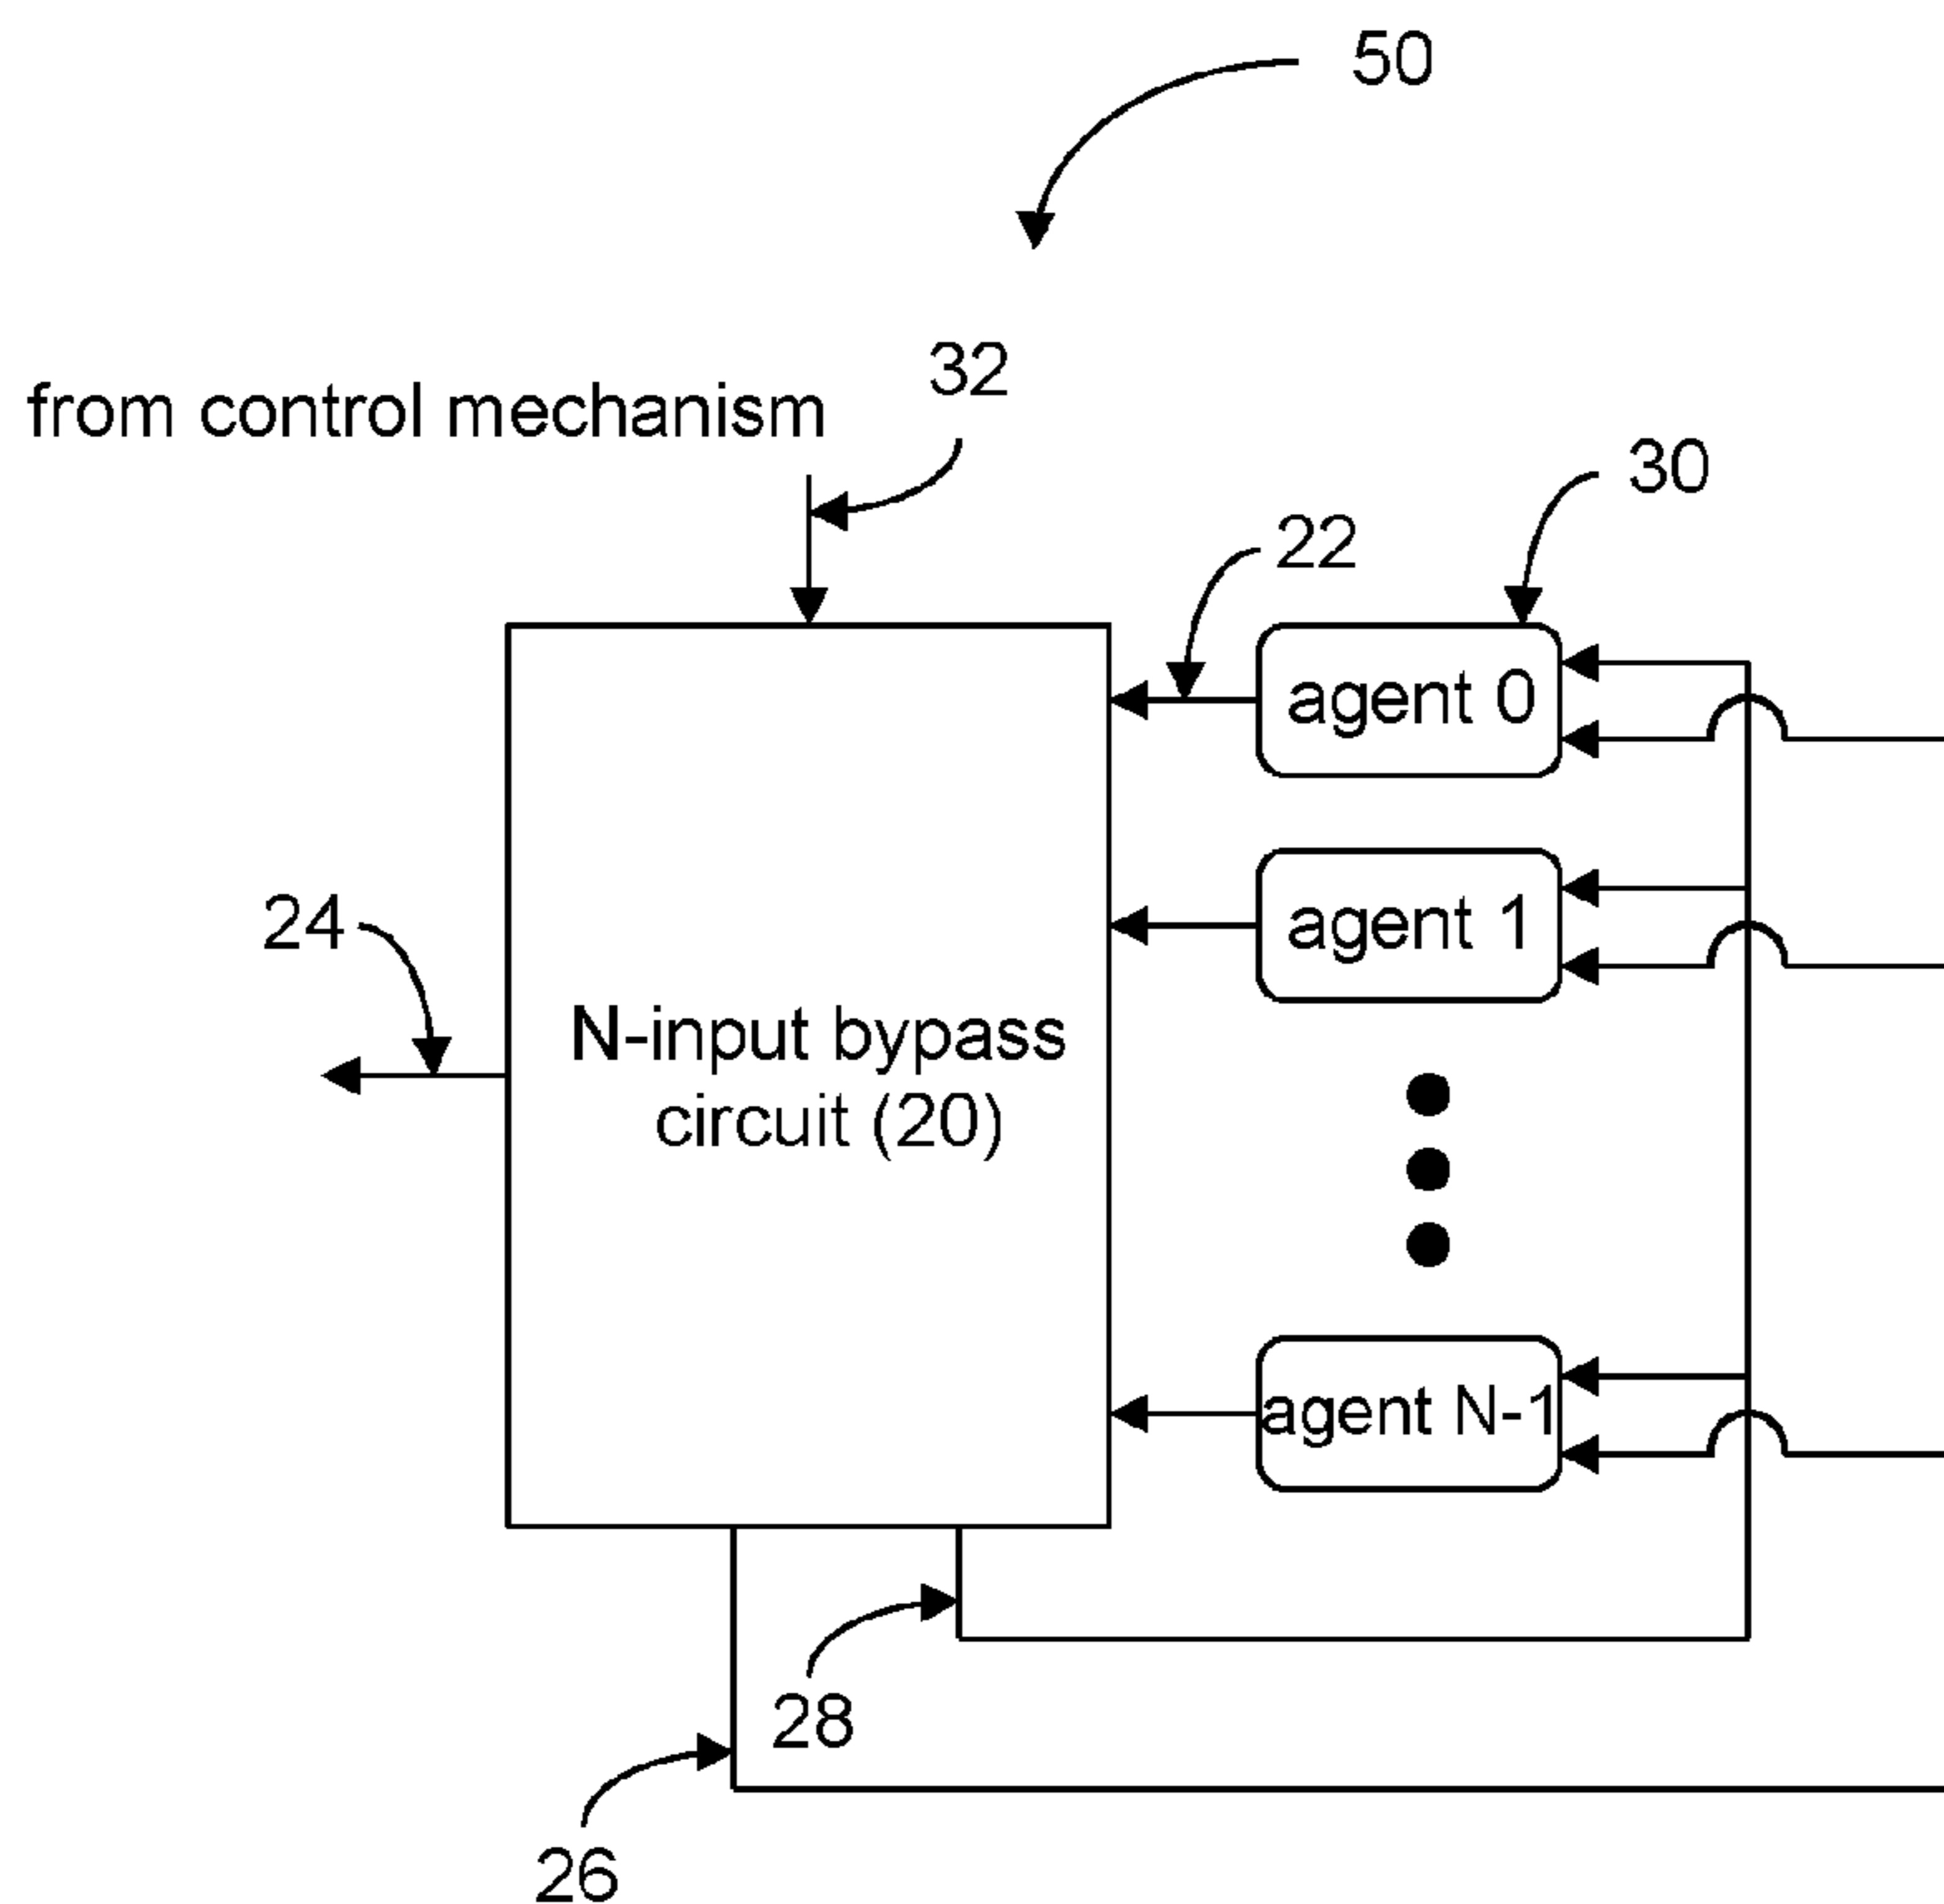 50
32
from control mechanism
30
22
agent 0
24
agent 1
N-input bypass
circuit (20)
agent N-1
28
26